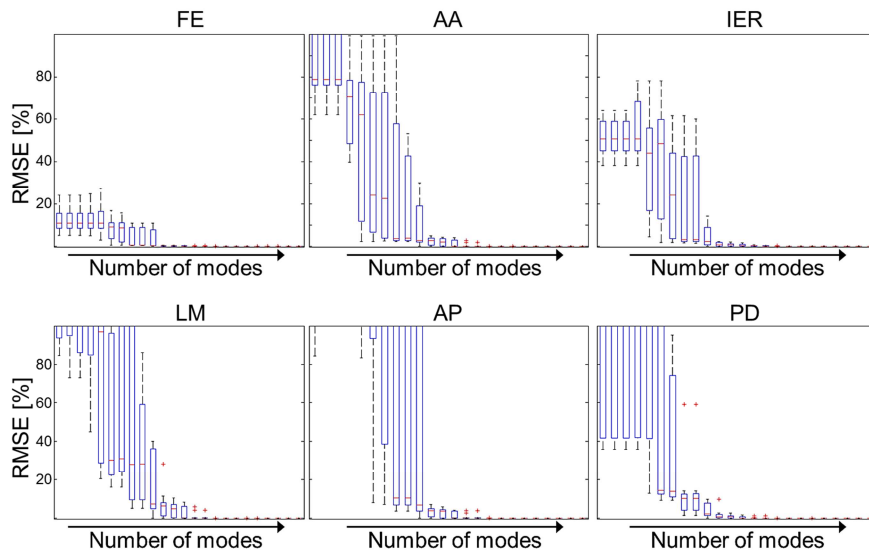 FE AA IER
RMSE [%]
80
60
40
20
Number of modes Number of modes Number of modes
LM AP PD
RMSE [%]
80
60
40
20
Number of modes Number of modes Number of modes